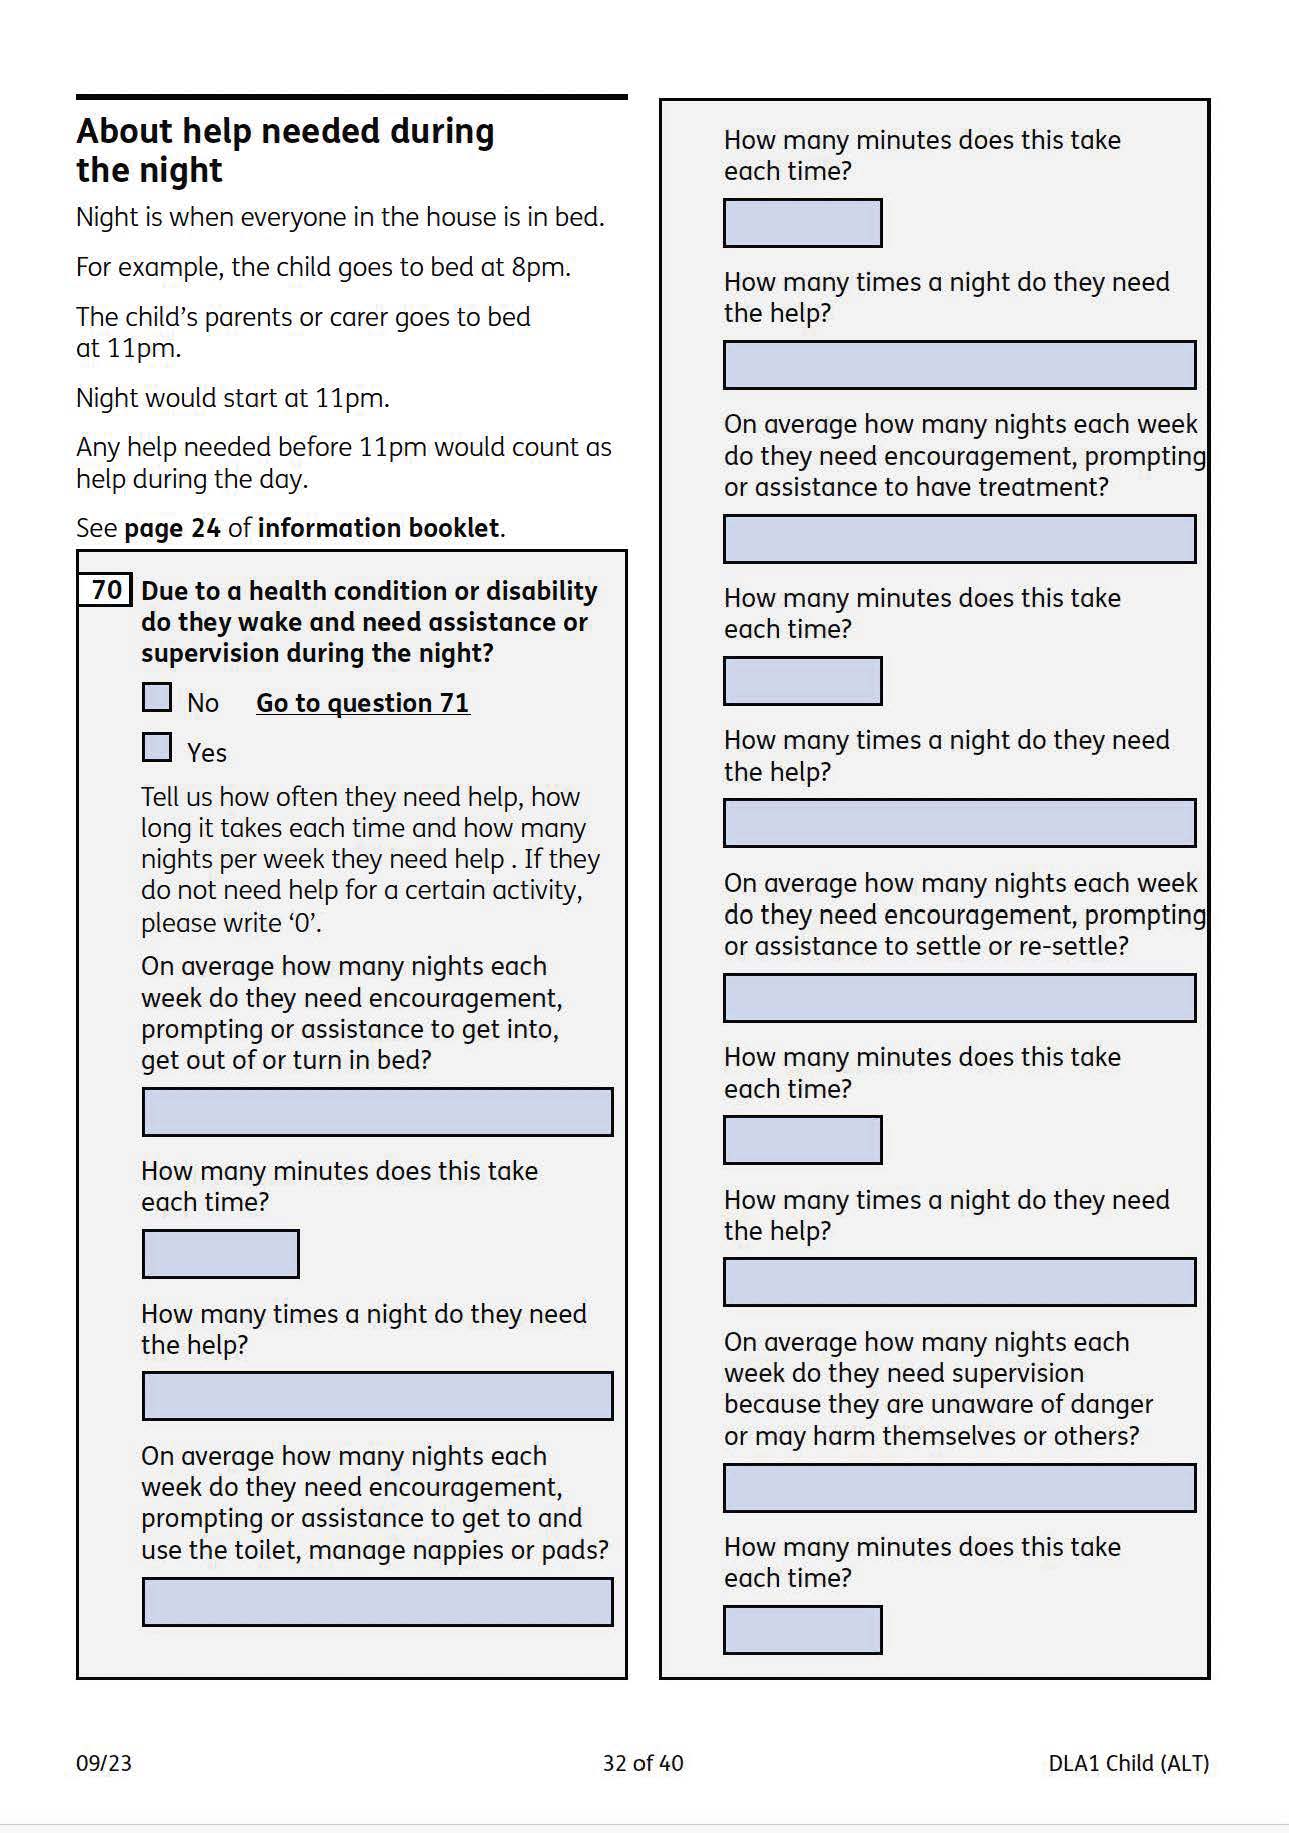 About help needed during
the night
Night is when everyone in the house is in bed.
For example, the child goes to bed at 8pm.
The child’s parents or carer goes to bed
at 11pm.
Night would start at 11pm.
Any help needed before 11pm would count as
help during the day.
See page 24 of information booklet.
70 Due to a health condition or disability
do they wake and need assistance or
supervision during the night?
No Go to question 71
Yes
Tell us how often they need help, how
long it takes each time and how many
nights per week they need help . If they
do not need help for a certain activity,
please write ‘0’.
On average how many nights each
week do they need encouragement,
prompting or assistance to get into,
get out of or turn in bed?
How many minutes does this take
each time?
How many times a night do they need
the help?
On average how many nights each
week do they need encouragement,
prompting or assistance to get to and
use the toilet, manage nappies or pads?
How many minutes does this take
each time?
How many times a night do they need
the help?
On average how many nights each week
do they need encouragement, prompting
or assistance to have treatment?
How many minutes does this take
each time?
How many times a night do they need
the help?
On average how many nights each week
do they need encouragement, prompting
or assistance to settle or re-settle?
How many minutes does this take
each time?
How many times a night do they need
the help?
On average how many nights each
week do they need supervision
because they are unaware of danger
or may harm themselves or others?
How many minutes does this take
each time?
09/23 32 of 40 DLA1 Child (ALT)